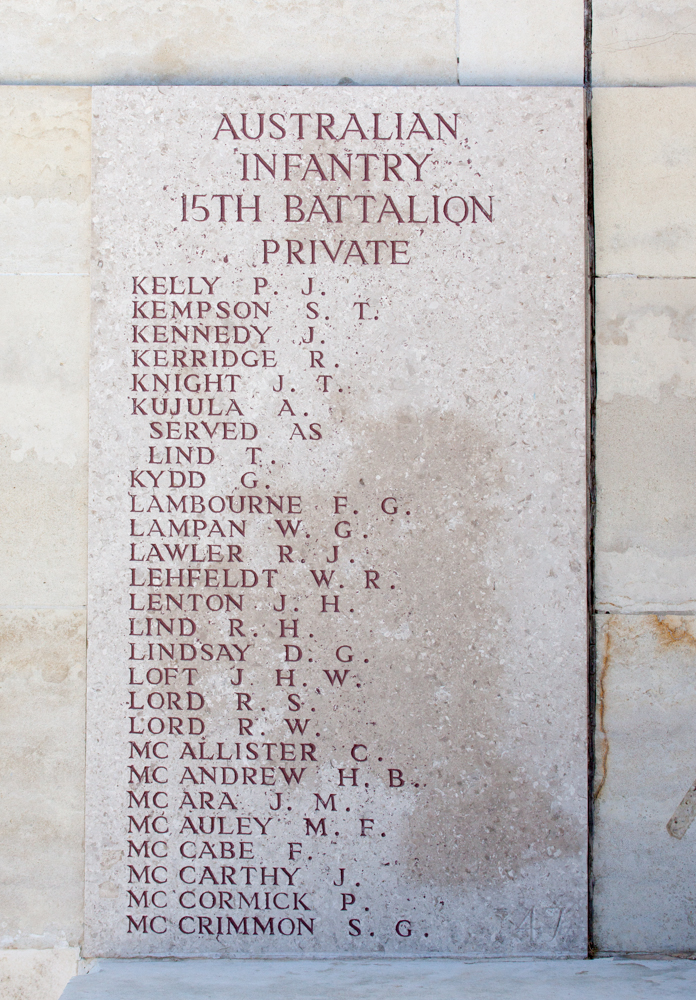 AUSTRALIAN
INFANTRY
15TH BATTALION
PRIVATE
KELLY P. J.
KEMPSON S. T.
KENNEDY J.
KERRIDGE R.
KNIGHT J. T.
KUJULA A.
SERVED AS
LIND T.
KYDD G.
LAMBOURNE F. G.
LAMPAN W. G.
LAWLER R. J.
LEHFELDT W. R.
LENTON J. H.
LIND R. H.
LINDSAY D. G.
LOFT J. H. W.
LORD R. S.
LORD R. W.
MC ALLISTER C.
MC ANDREW H. B.
MC ARA J. M.
MC AULEY M. F.
MC CABE F.
MC CARTHY J.
MC CORMICK P.
MC CRIMMON S. G.